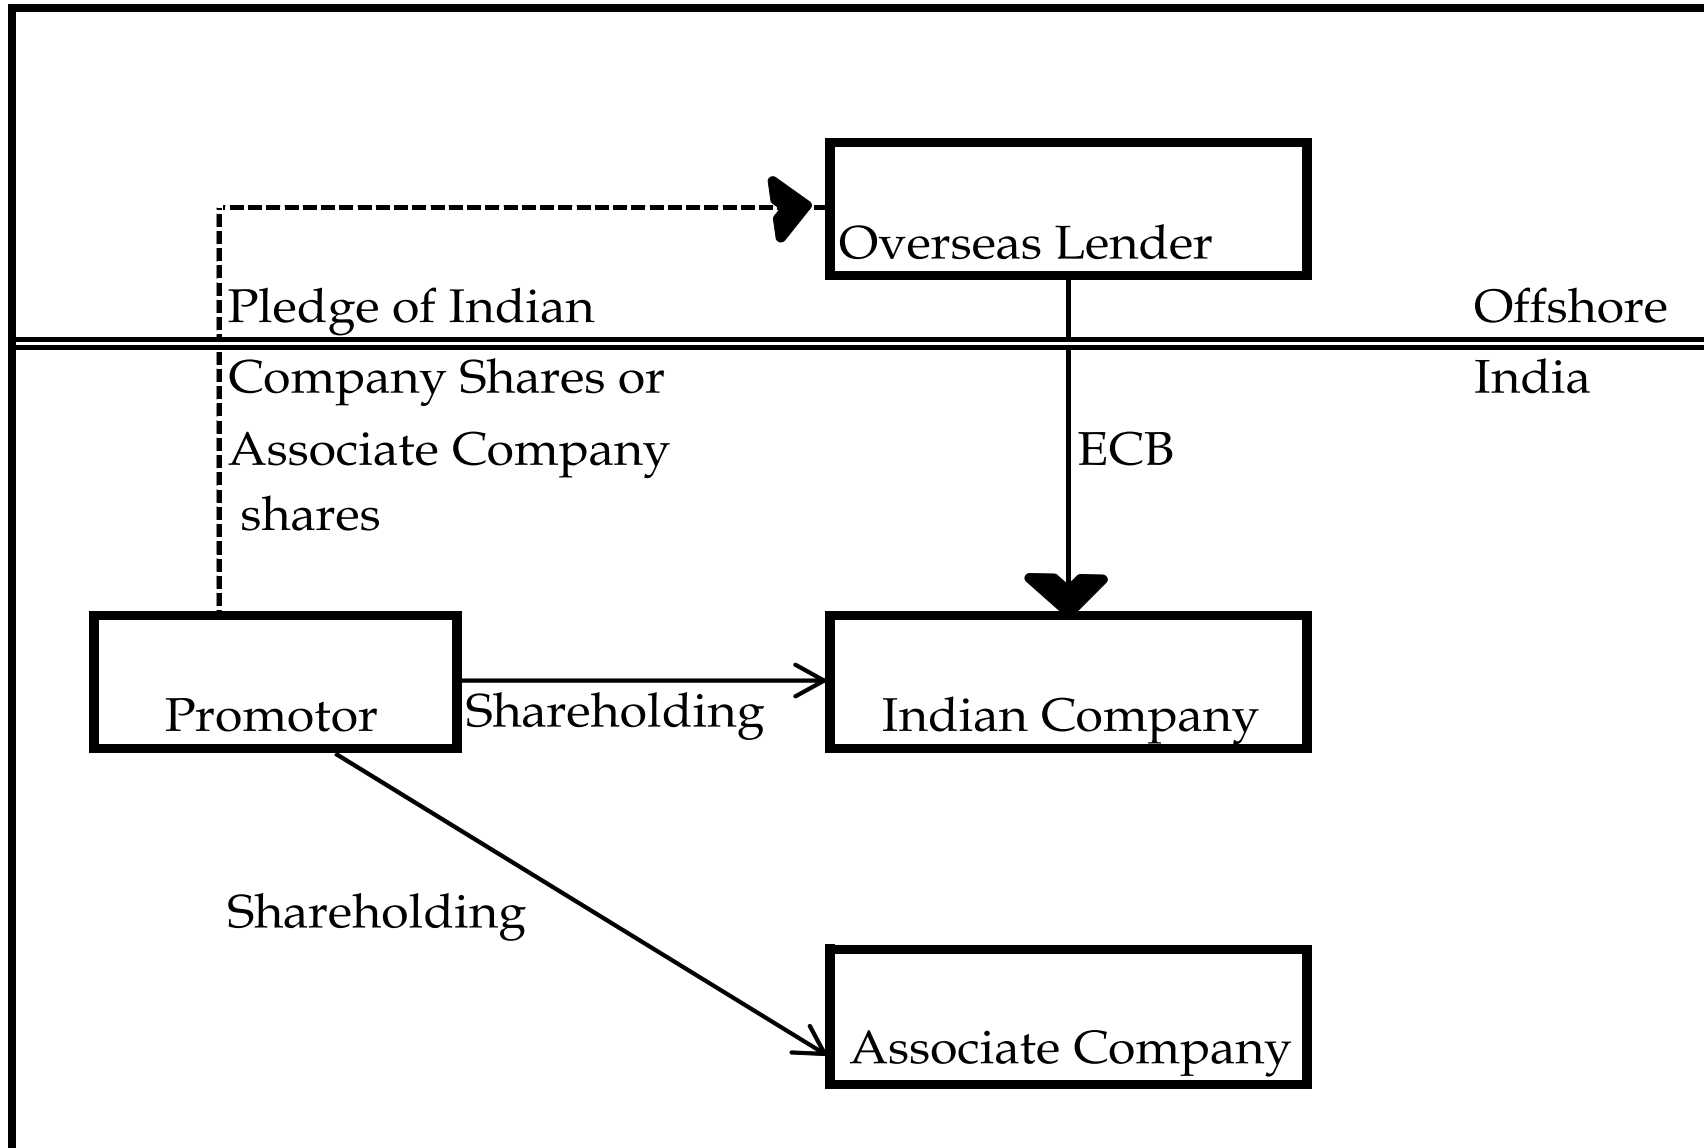 Overseas Lender
Pledge of Indian
Offshore
Company Shares or
India
Associate Company
ECB
shares
Promotor
Shareholding
Indian Company
Shareholding
Associate Company